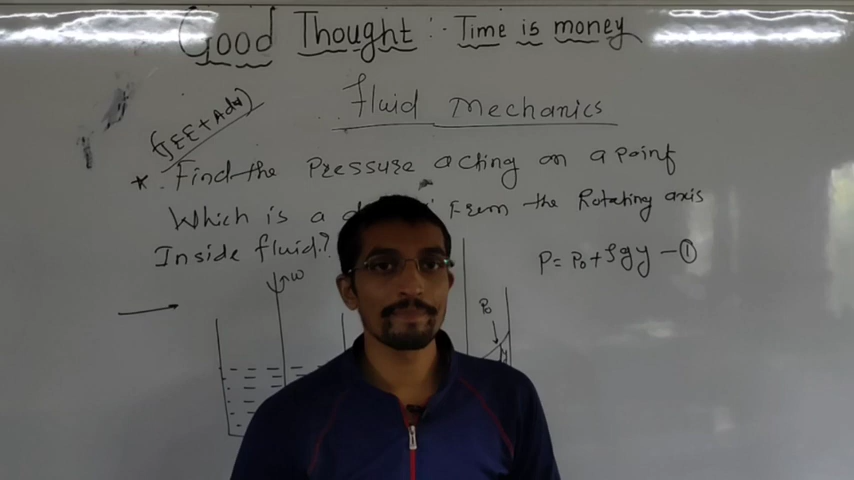 Good Thought :- Time is money
(JEE+Adv)
Fluid Mechanics
* Find the Pressure acting on a point
Which is a from the Rotating axis
Inside fluid?
P = P₀ + ρgy - ①
ω
P₀
y